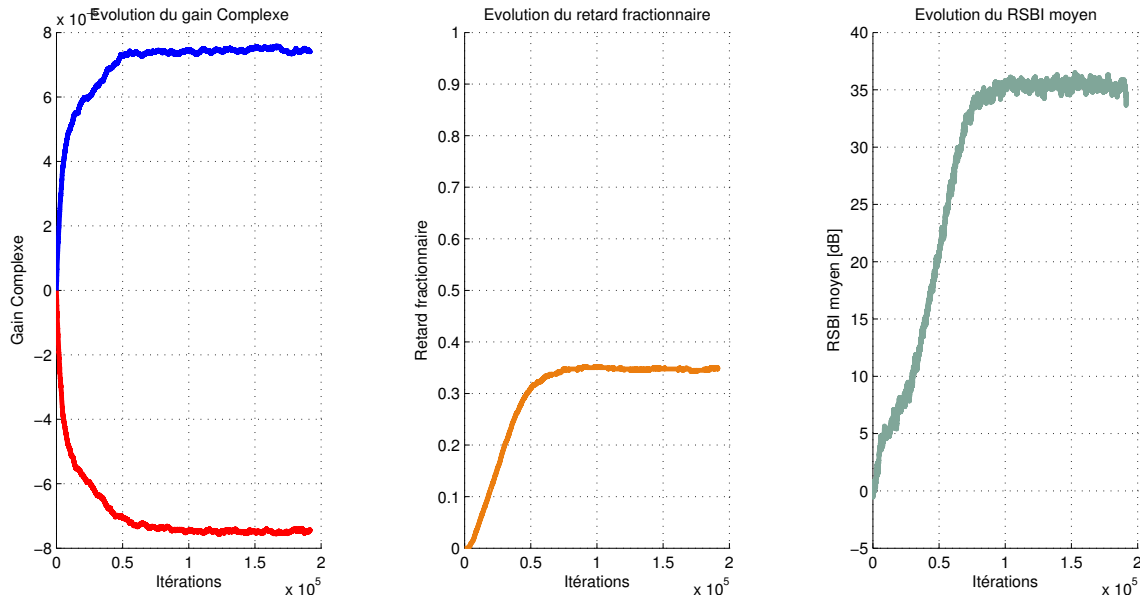 x 10⁻⁵
Evolution du gain Complexe
8
6
4
2
0
−2
−4
−6
−8
Gain Complexe
0 0.5 1 1.5 2
Itérations
x 10⁵
Evolution du retard fractionnaire
1
0.9
0.8
0.7
0.6
0.5
0.4
0.3
0.2
0.1
0
Retard fractionnaire
0 0.5 1 1.5 2
Itérations
x 10⁵
Evolution du RSBI moyen
40
35
30
25
20
15
10
5
0
−5
RSBI moyen [dB]
0 0.5 1 1.5 2
Itérations
x 10⁵